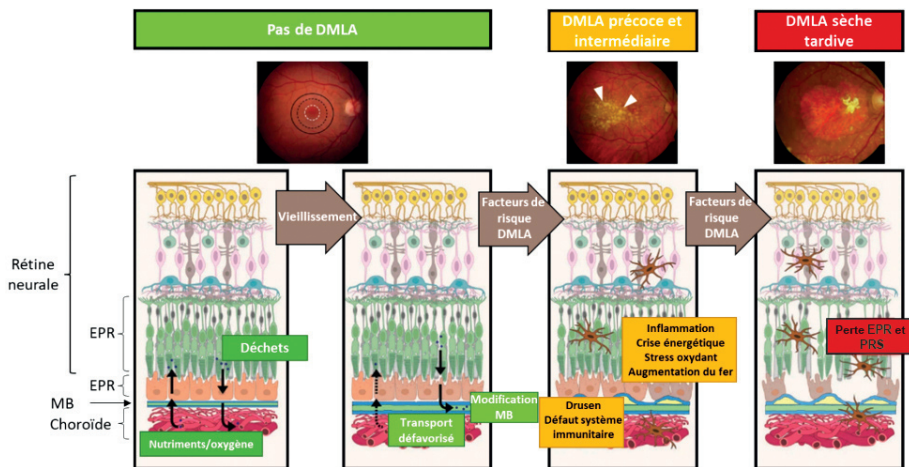 Pas de DMLA
DMLA précoce et
intermédiaire
DMLA sèche
tardive
Vieillissement
Facteurs de
risque
DMLA
Facteurs de
risque
DMLA
Rétine
neurale
EPR
EPR
MB
Choroïde
Déchets
Nutriments/oxygène
Transport
défavorisé
Modification
MB
Inflammation
Crise énergétique
Stress oxydant
Augmentation du fer
Drusen
Défaut système
immunitaire
Perte EPR et
PRS